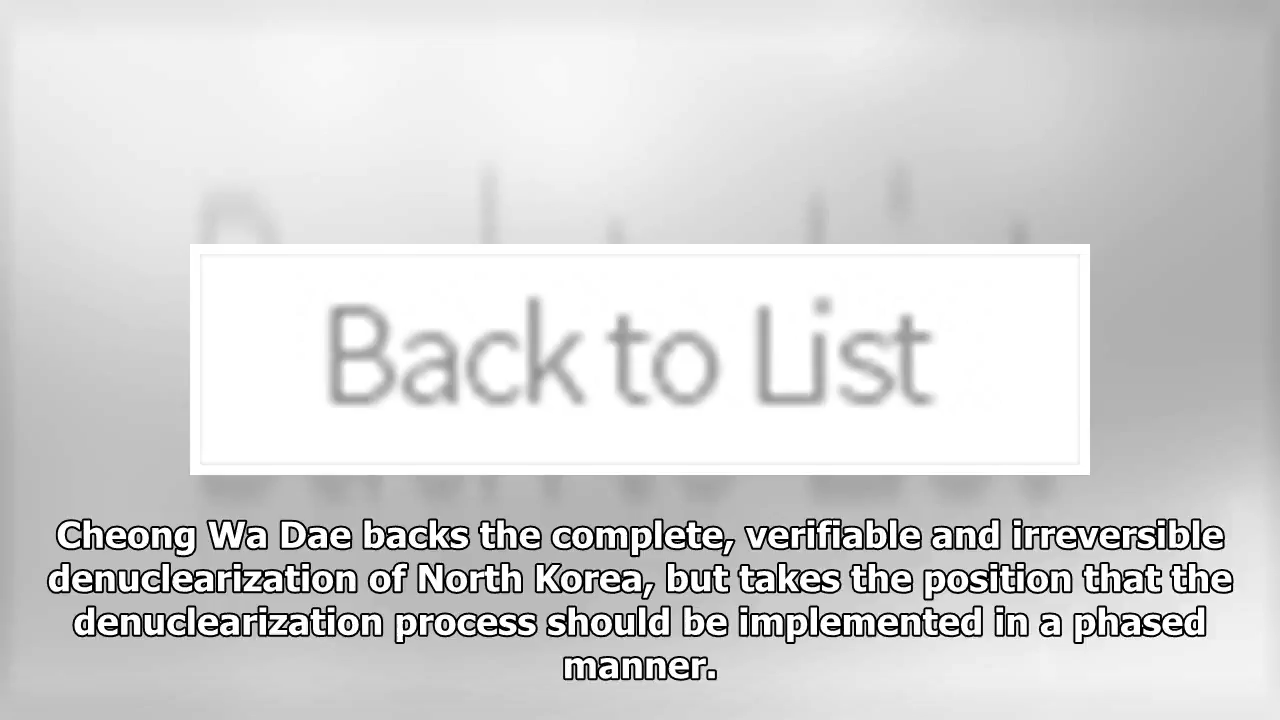 Back to List
Cheong Wa Dae backs the complete, verifiable and irreversible
denuclearization of North Korea, but takes the position that the
denuclearization process should be implemented in a phased
manner.